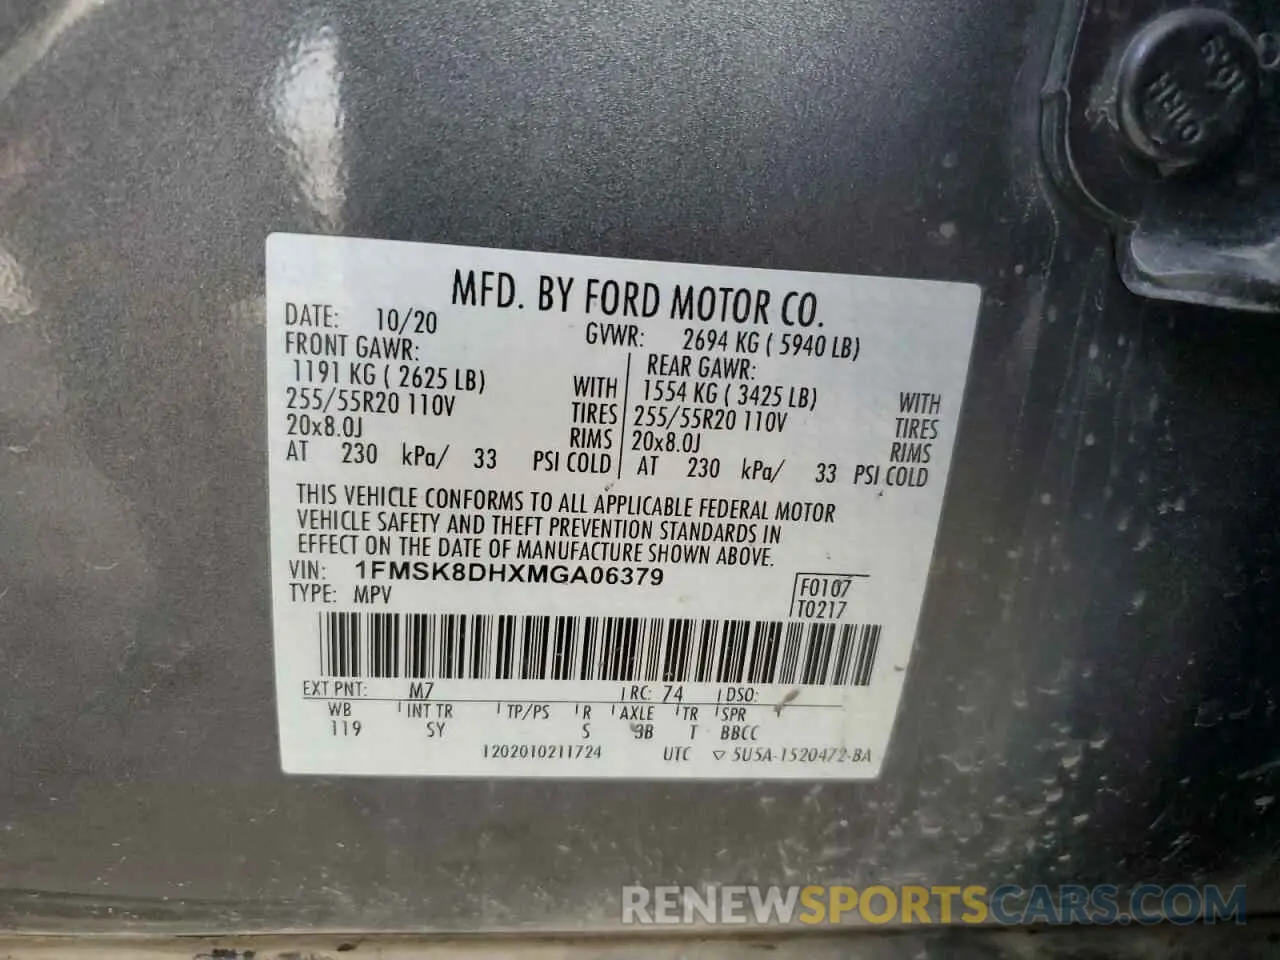 MFD. BY FORD MOTOR CO.
DATE: 10/20 GVWR: 2694 KG ( 5940 LB)
FRONT GAWR: REAR GAWR:
1191 KG ( 2625 LB) WITH 1554 KG ( 3425 LB) WITH
255/55R20 110V TIRES 255/55R20 110V TIRES
20x8.0J RIMS 20x8.0J RIMS
AT 230 kPa/ 33 PSI COLD AT 230 kPa/ 33 PSI COLD
THIS VEHICLE CONFORMS TO ALL APPLICABLE FEDERAL MOTOR
VEHICLE SAFETY AND THEFT PREVENTION STANDARDS IN
EFFECT ON THE DATE OF MANUFACTURE SHOWN ABOVE.
VIN: 1FMSK8DHXMGA06379
TYPE: MPV
F0107
T0217
EXT PNT: M7 RC: 74 DSO:
WB INT TR TP/PS R AXLE TR SPR
119 SY S 3B T BBCC
1202010211724 UTC ▽ 5U5A-1520472-BA
RENEWSPORTSCARS.COM